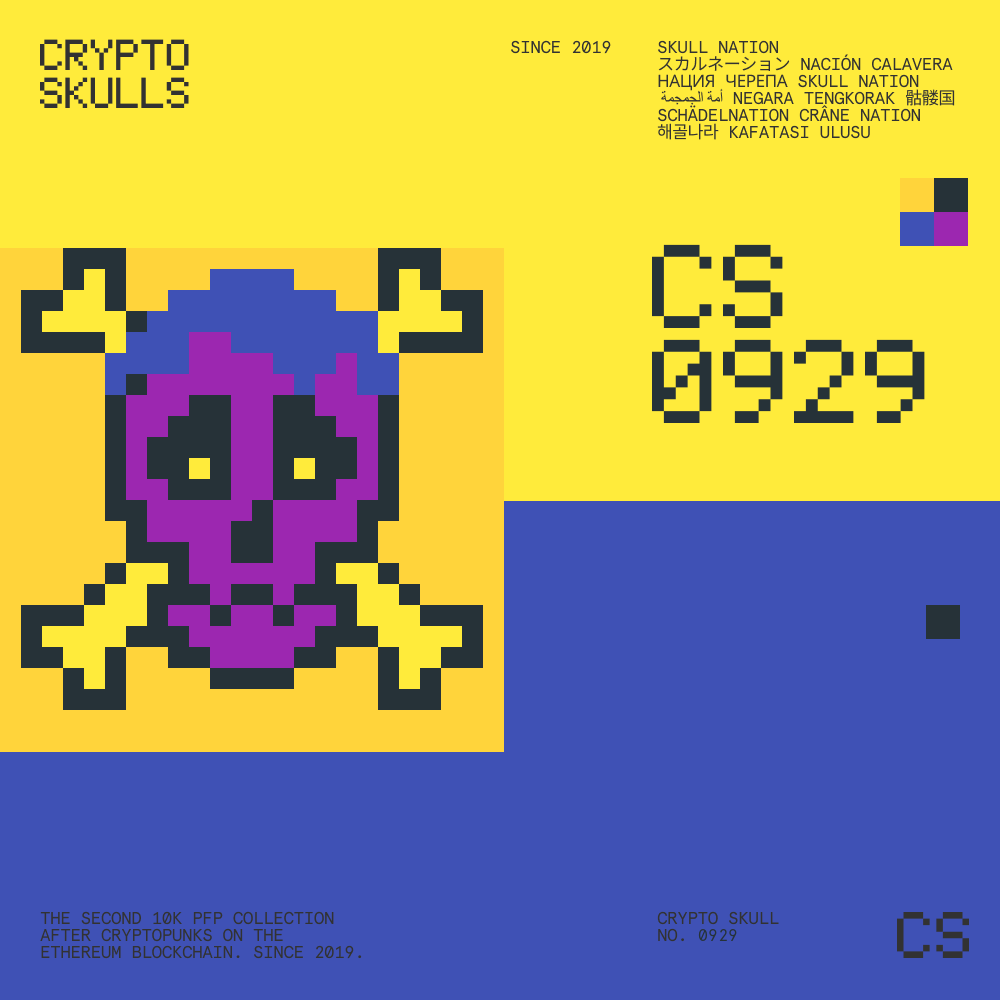 CRYPTO
SKULLS
SINCE 2019
SKULL NATION
スカルネーション NACIÓN CALAVERA
НАЦИЯ ЧЕРЕПА SKULL NATION
أمة الجمجمة NEGARA TENGKORAK 骷髅国
SCHÄDELNATION CRÂNE NATION
해골나라 KAFATASI ULUSU
CS
0929
THE SECOND 10K PFP COLLECTION
AFTER CRYPTOPUNKS ON THE
ETHEREUM BLOCKCHAIN. SINCE 2019.
CRYPTO SKULL
NO. 0929
CS